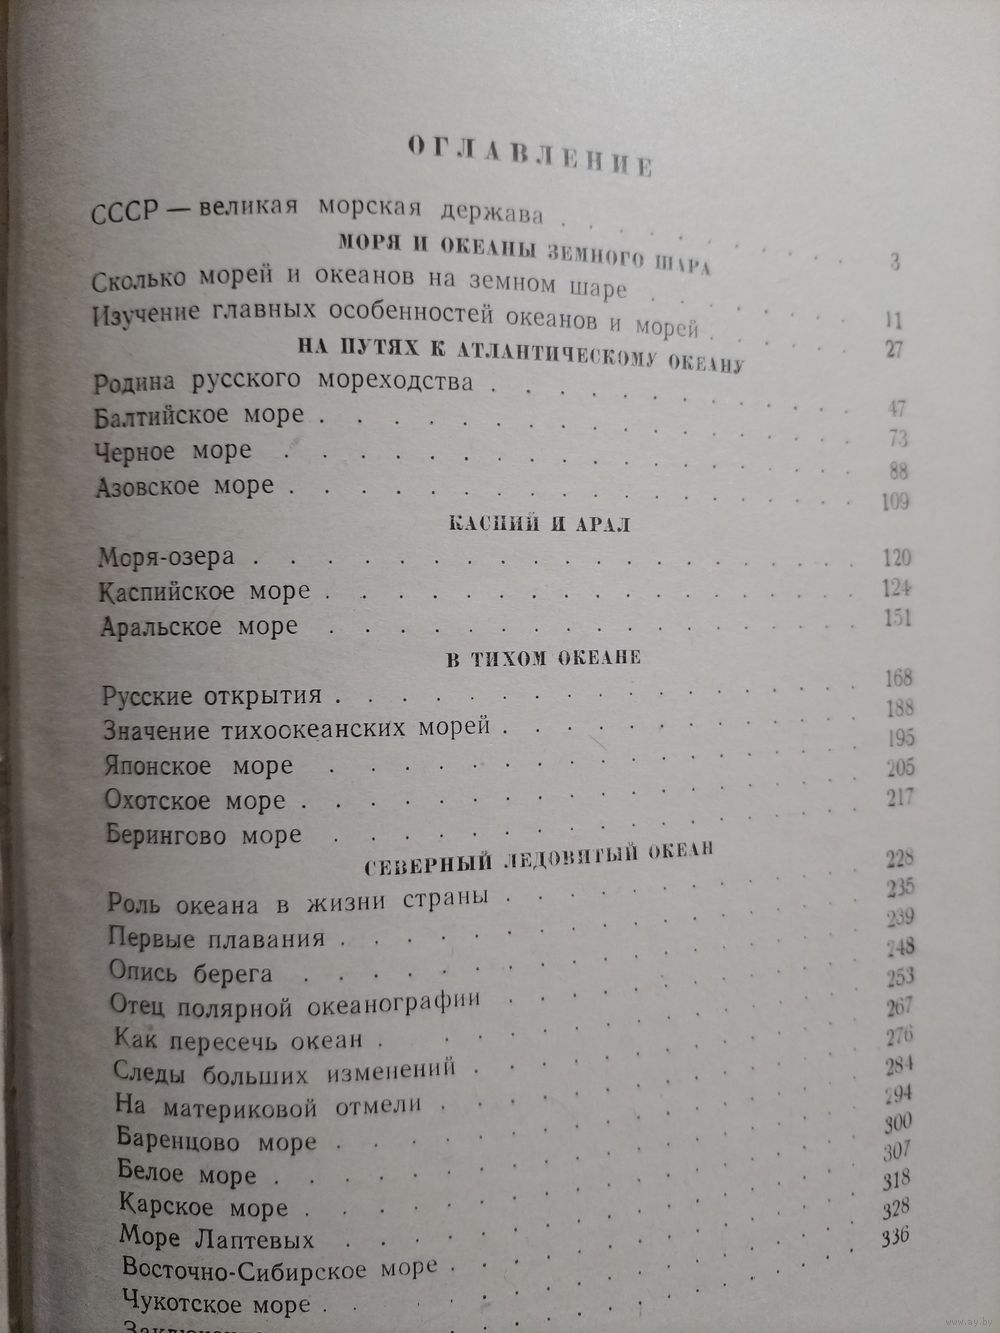 ОГЛАВЛЕНИЕ
СССР — великая морская держава . . . . . . . . . 3
МОРЯ И ОКЕАНЫ ЗЕМНОГО ШАРА
Сколько морей и океанов на земном шаре . . . . . . 11
Изучение главных особенностей океанов и морей . . . . . 27
НА ПУТЯХ К АТЛАНТИЧЕСКОМУ ОКЕАНУ
Родина русского мореходства . . . . . . . . . . . 47
Балтийское море . . . . . . . . . . . . . . . 73
Черное море . . . . . . . . . . . . . . . . 88
Азовское море . . . . . . . . . . . . . . . . 109
КАСПИЙ И АРАЛ
Моря-озера . . . . . . . . . . . . . . . . . 120
Каспийское море . . . . . . . . . . . . . . . 124
Аральское море . . . . . . . . . . . . . . . 151
В ТИХОМ ОКЕАНЕ
Русские открытия . . . . . . . . . . . . . . . 168
Значение тихоокеанских морей . . . . . . . . . . 188
Японское море . . . . . . . . . . . . . . . 195
Охотское море . . . . . . . . . . . . . . . . 205
Берингово море . . . . . . . . . . . . . . . 217
СЕВЕРНЫЙ ЛЕДОВИТЫЙ ОКЕАН
Роль океана в жизни страны . . . . . . . . . . 228
Первые плавания . . . . . . . . . . . . . . . 235
Опись берега . . . . . . . . . . . . . . . . 239
Отец полярной океанографии . . . . . . . . . . 248
Как пересечь океан . . . . . . . . . . . . . 253
Следы больших изменений . . . . . . . . . . . 267
На материковой отмели . . . . . . . . . . . . 276
Баренцово море . . . . . . . . . . . . . . . 284
Белое море . . . . . . . . . . . . . . . . . 294
Карское море . . . . . . . . . . . . . . . . 300
Море Лаптевых . . . . . . . . . . . . . . . 307
Восточно-Сибирское море . . . . . . . . . . . . 318
Чукотское море . . . . . . . . . . . . . . . 328
336
www.ay.by